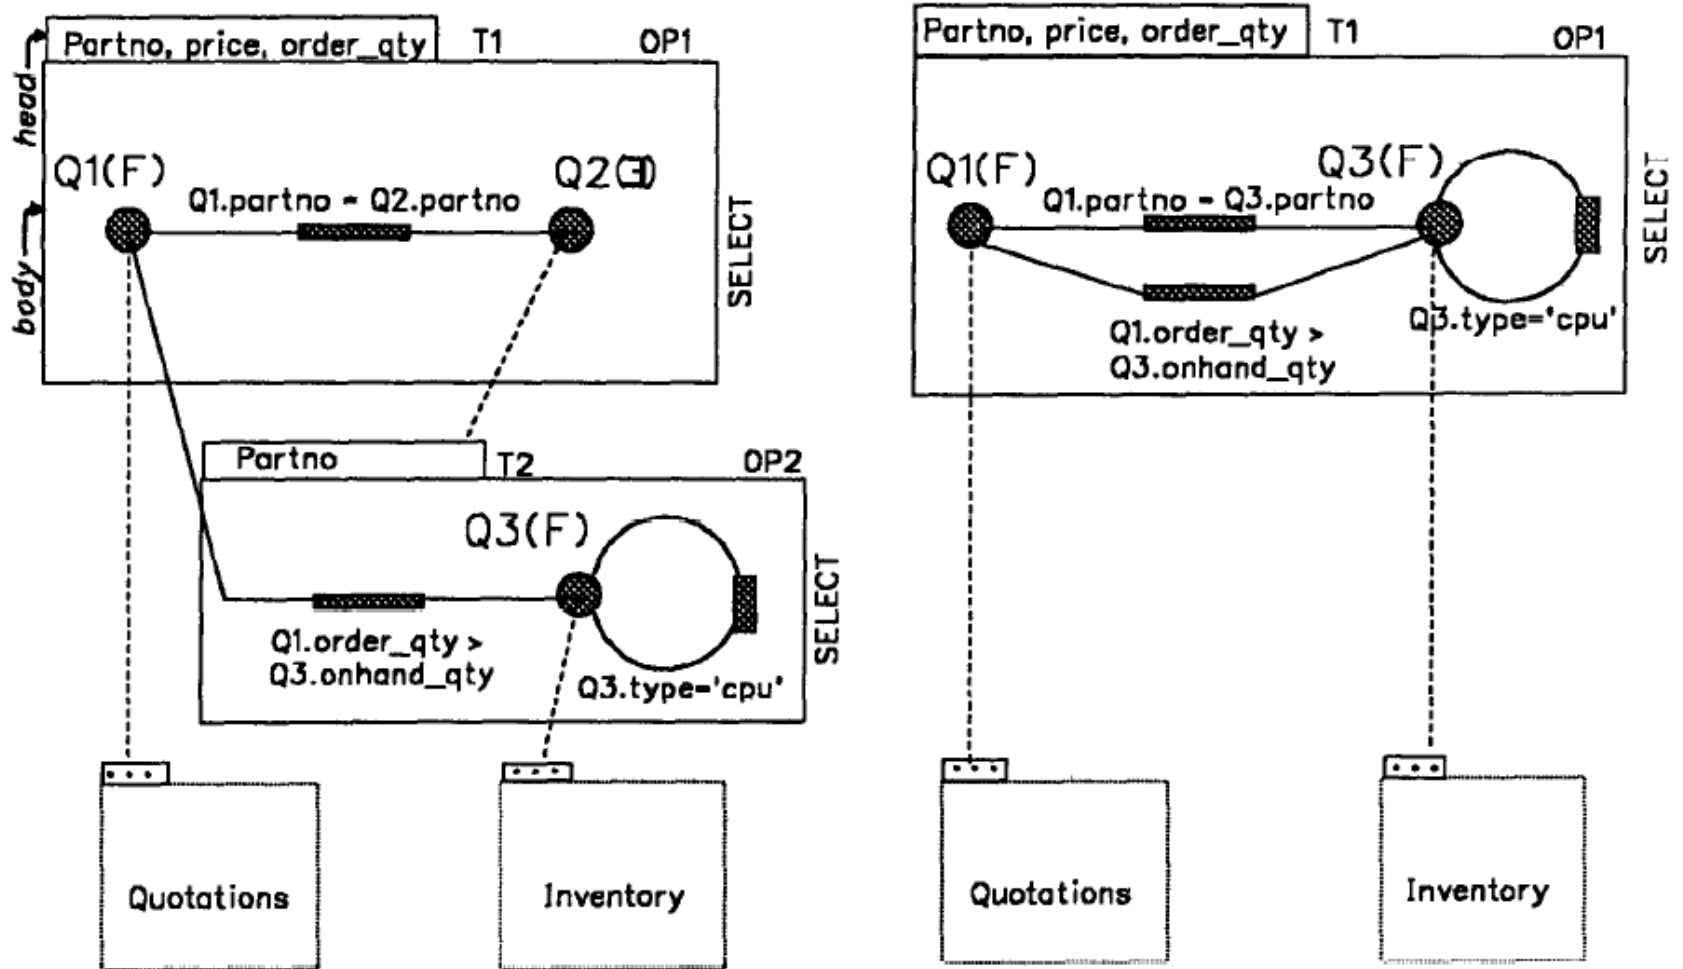 Partno, price, order_qty
T1
OP1
head
body
Q1(F)
Q2(∃)
Q1.partno = Q2.partno
SELECT
Partno
T2
OP2
Q3(F)
Q1.order_qty >
Q3.onhand_qty
Q3.type='cpu'
SELECT
Quotations
Inventory
Partno, price, order_qty
T1
OP1
Q1(F)
Q3(F)
Q1.partno = Q3.partno
SELECT
Q1.order_qty >
Q3.onhand_qty
Q3.type='cpu'
Quotations
Inventory